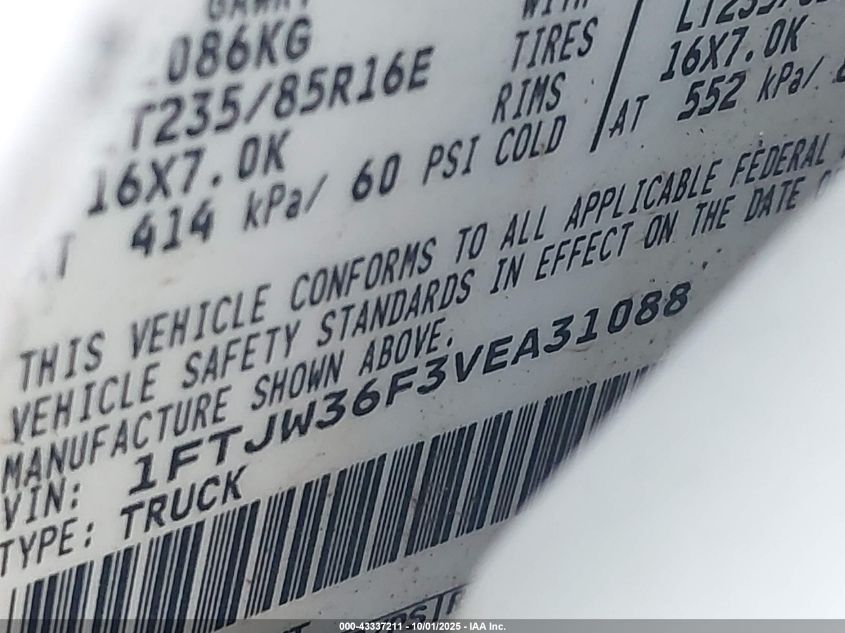 086KG
T235/85R16E
16X7.0K
414 kPa/ 60 PSI COLD
TIRES
RIMS
16X7.0K
AT 552 kPa/
THIS VEHICLE CONFORMS TO ALL APPLICABLE FEDERAL
VEHICLE SAFETY STANDARDS IN EFFECT ON THE DATE
MANUFACTURE SHOWN ABOVE.
VIN: 1FTJW36F3VEA31088
TYPE: TRUCK
000-43337211 - 10/01/2025 - IAA Inc.